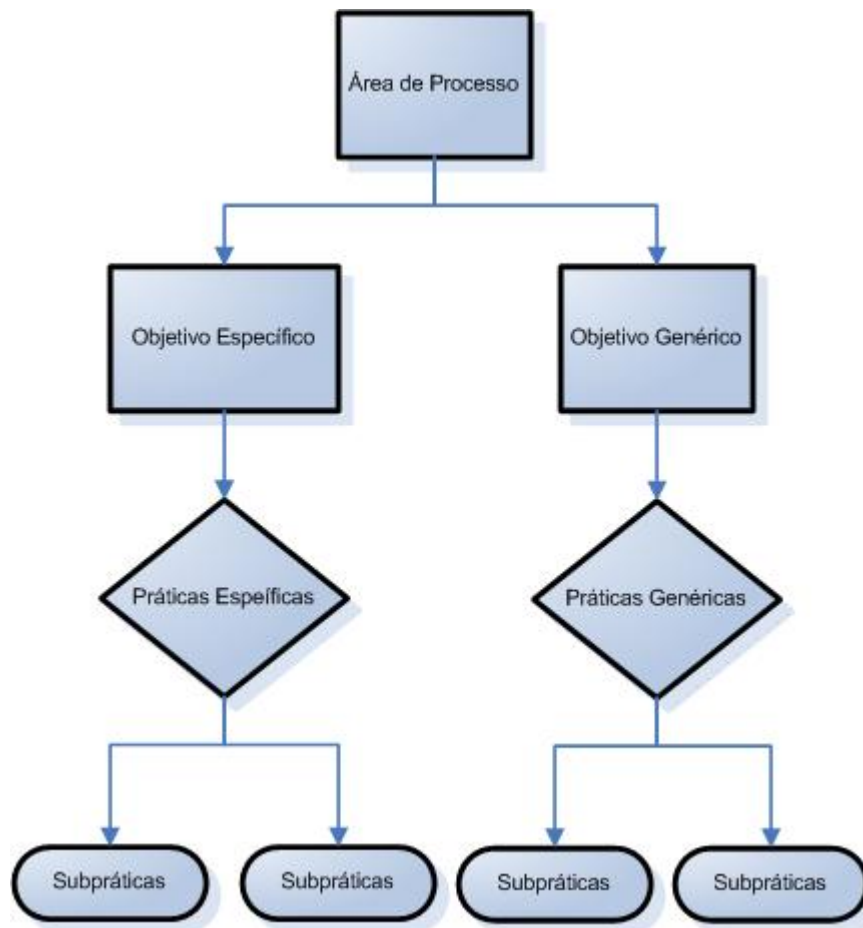 Área de Processo
Objetivo Específico
Objetivo Genérico
Práticas Espeíficas
Práticas Genéricas
Subpráticas
Subpráticas
Subpráticas
Subpráticas